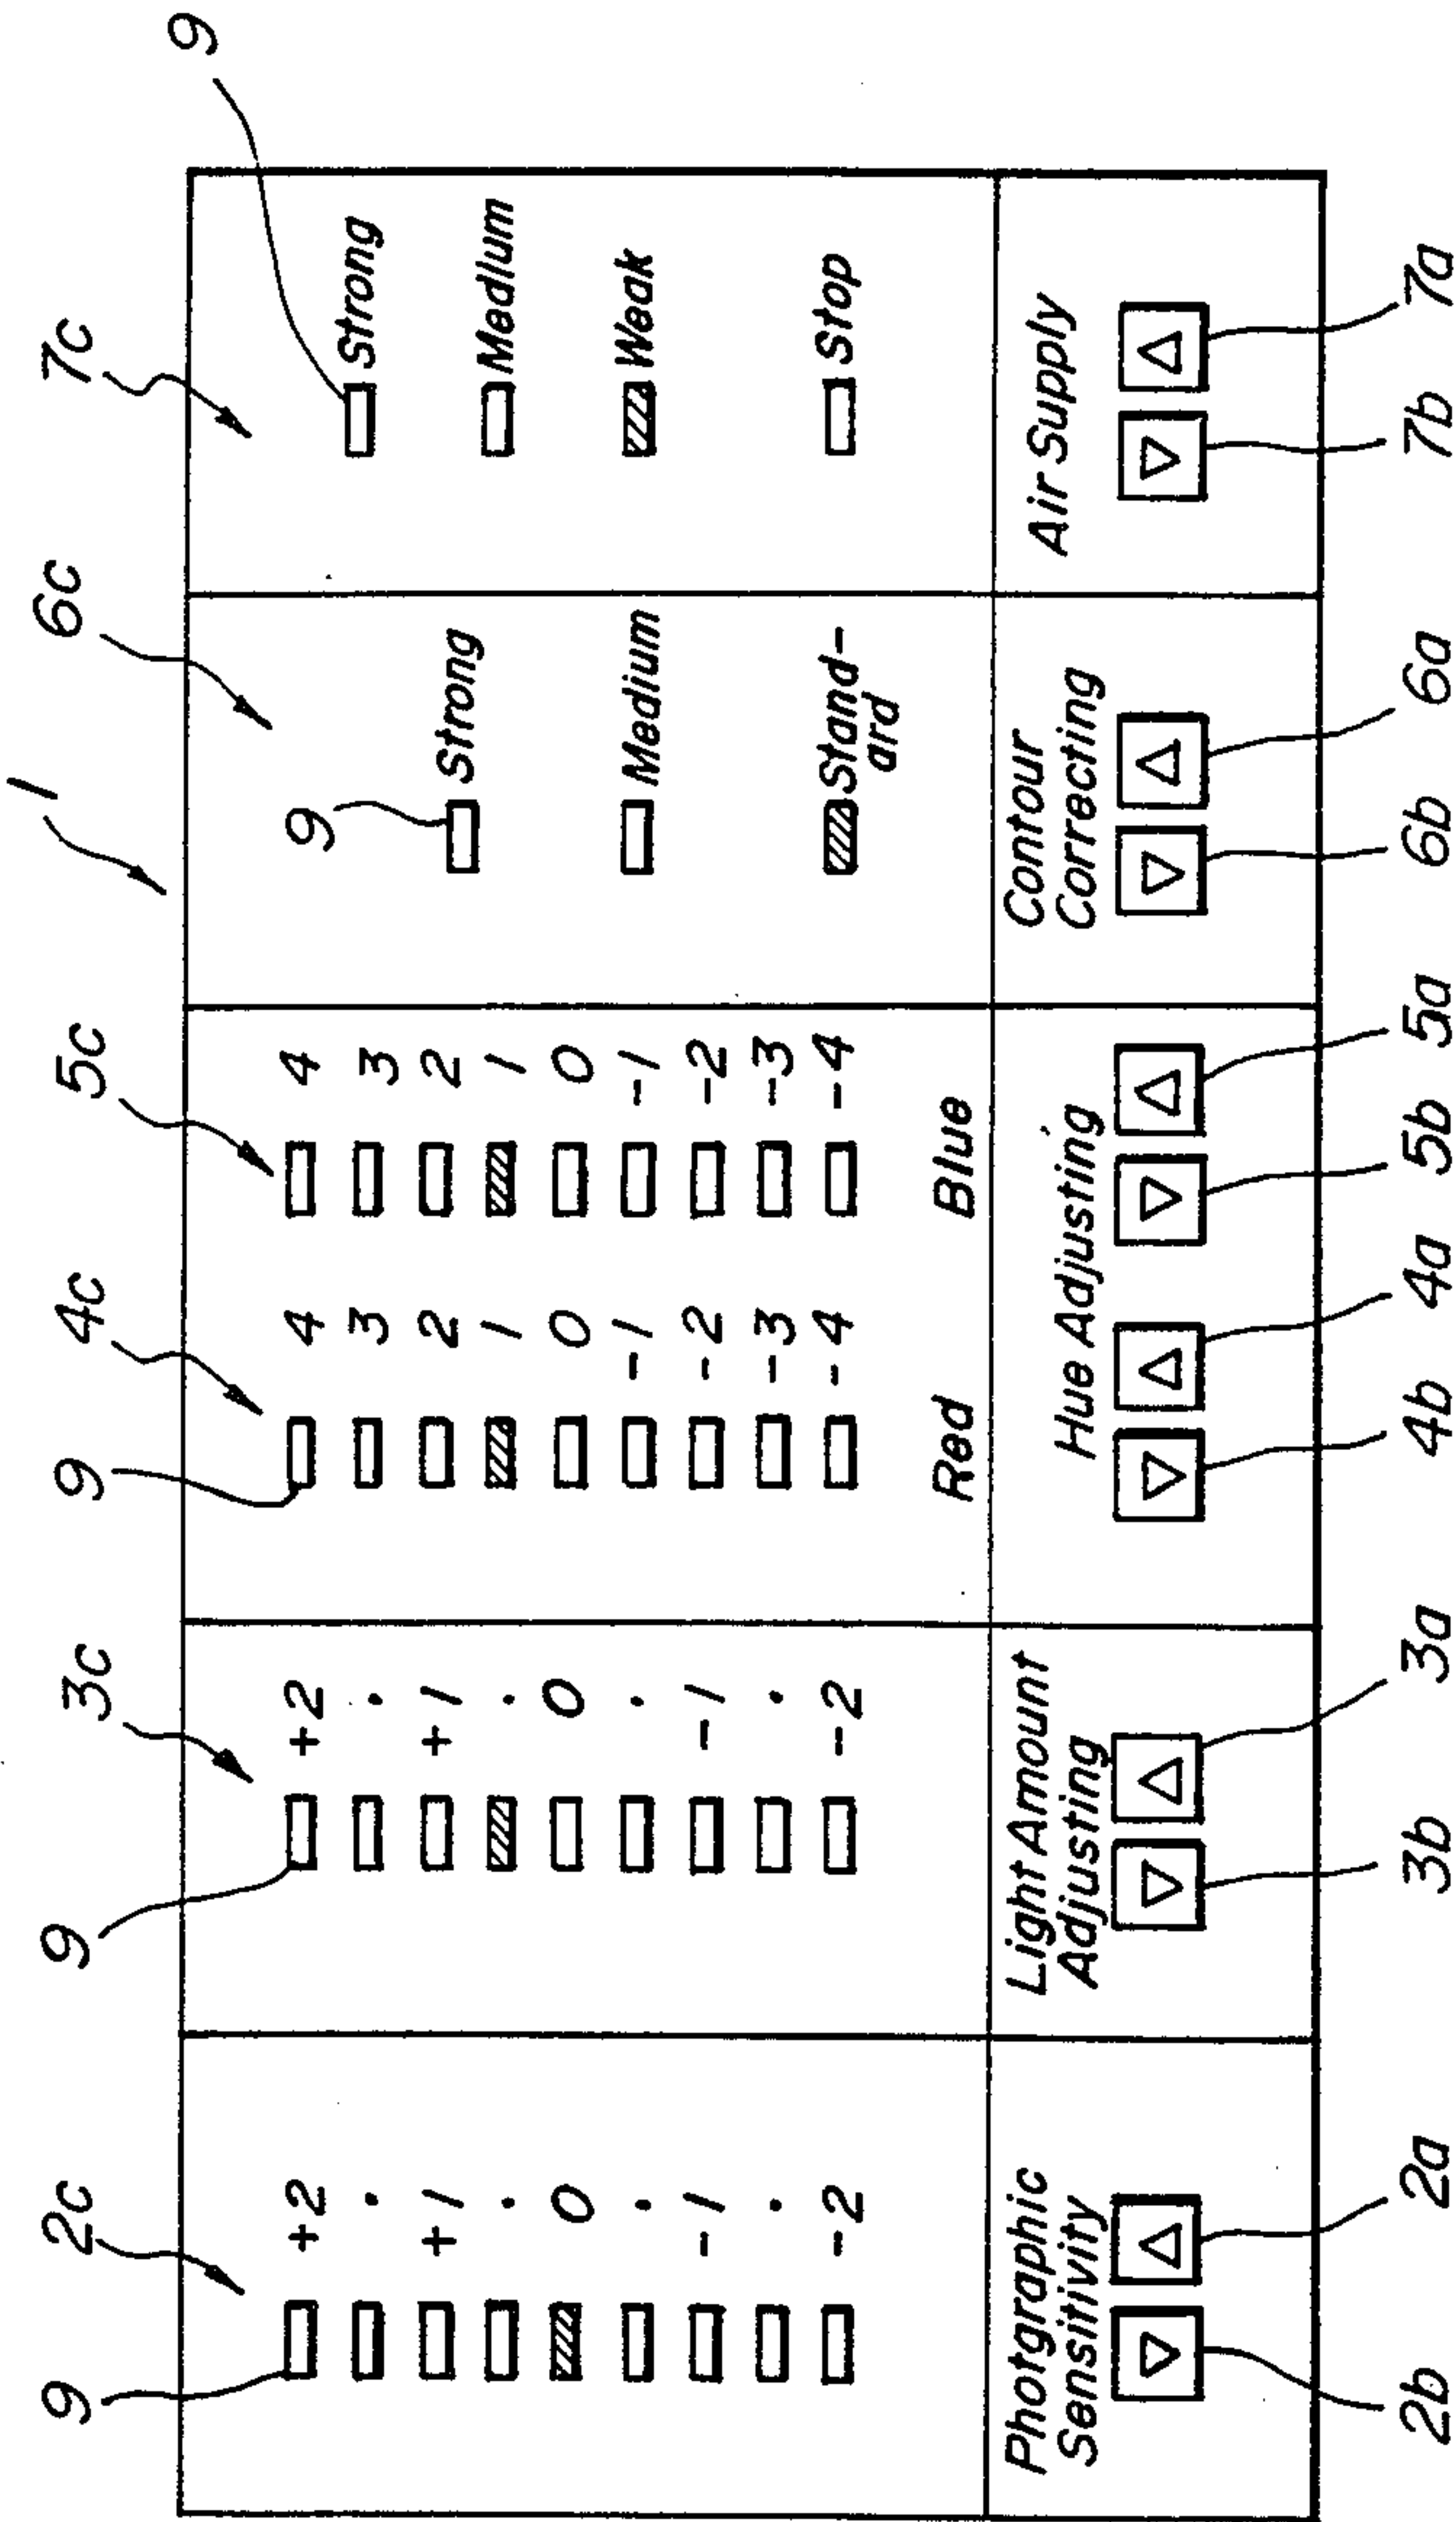 1
2c 3c 4c 5c 6c 7c
9 9 9 9 9
+2 +2 4 4 Strong
. . 3 3 Strong
+1 +1 2 2 Medlum
. . 1 1
0 0 0 0 Medium Weak
. . -1 -1
-1 -1 -2 -2
. . -3 -3
-2 -2 -4 -4 Stand- Stop
ard
Red Blue
Photgraphic
Sensitivity
Light Amount
Adjusting
Hue Adjusting
Contour
Correcting
Air Supply
2b 2a 3b 3a 4b 4a 5b 5a 6b 6a 7b 7a